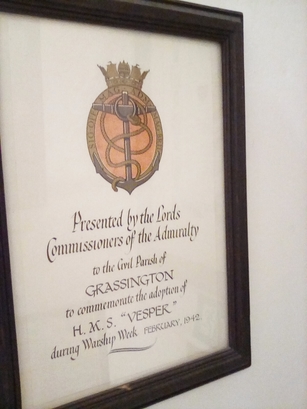 Presented by the Lords
Commissioners of the Admiralty
to the Civil Parish of
GRASSINGTON
to commemorate the adoption of
H. M. S. "VESPER"
during Warship Week FEBRUARY, 1942.